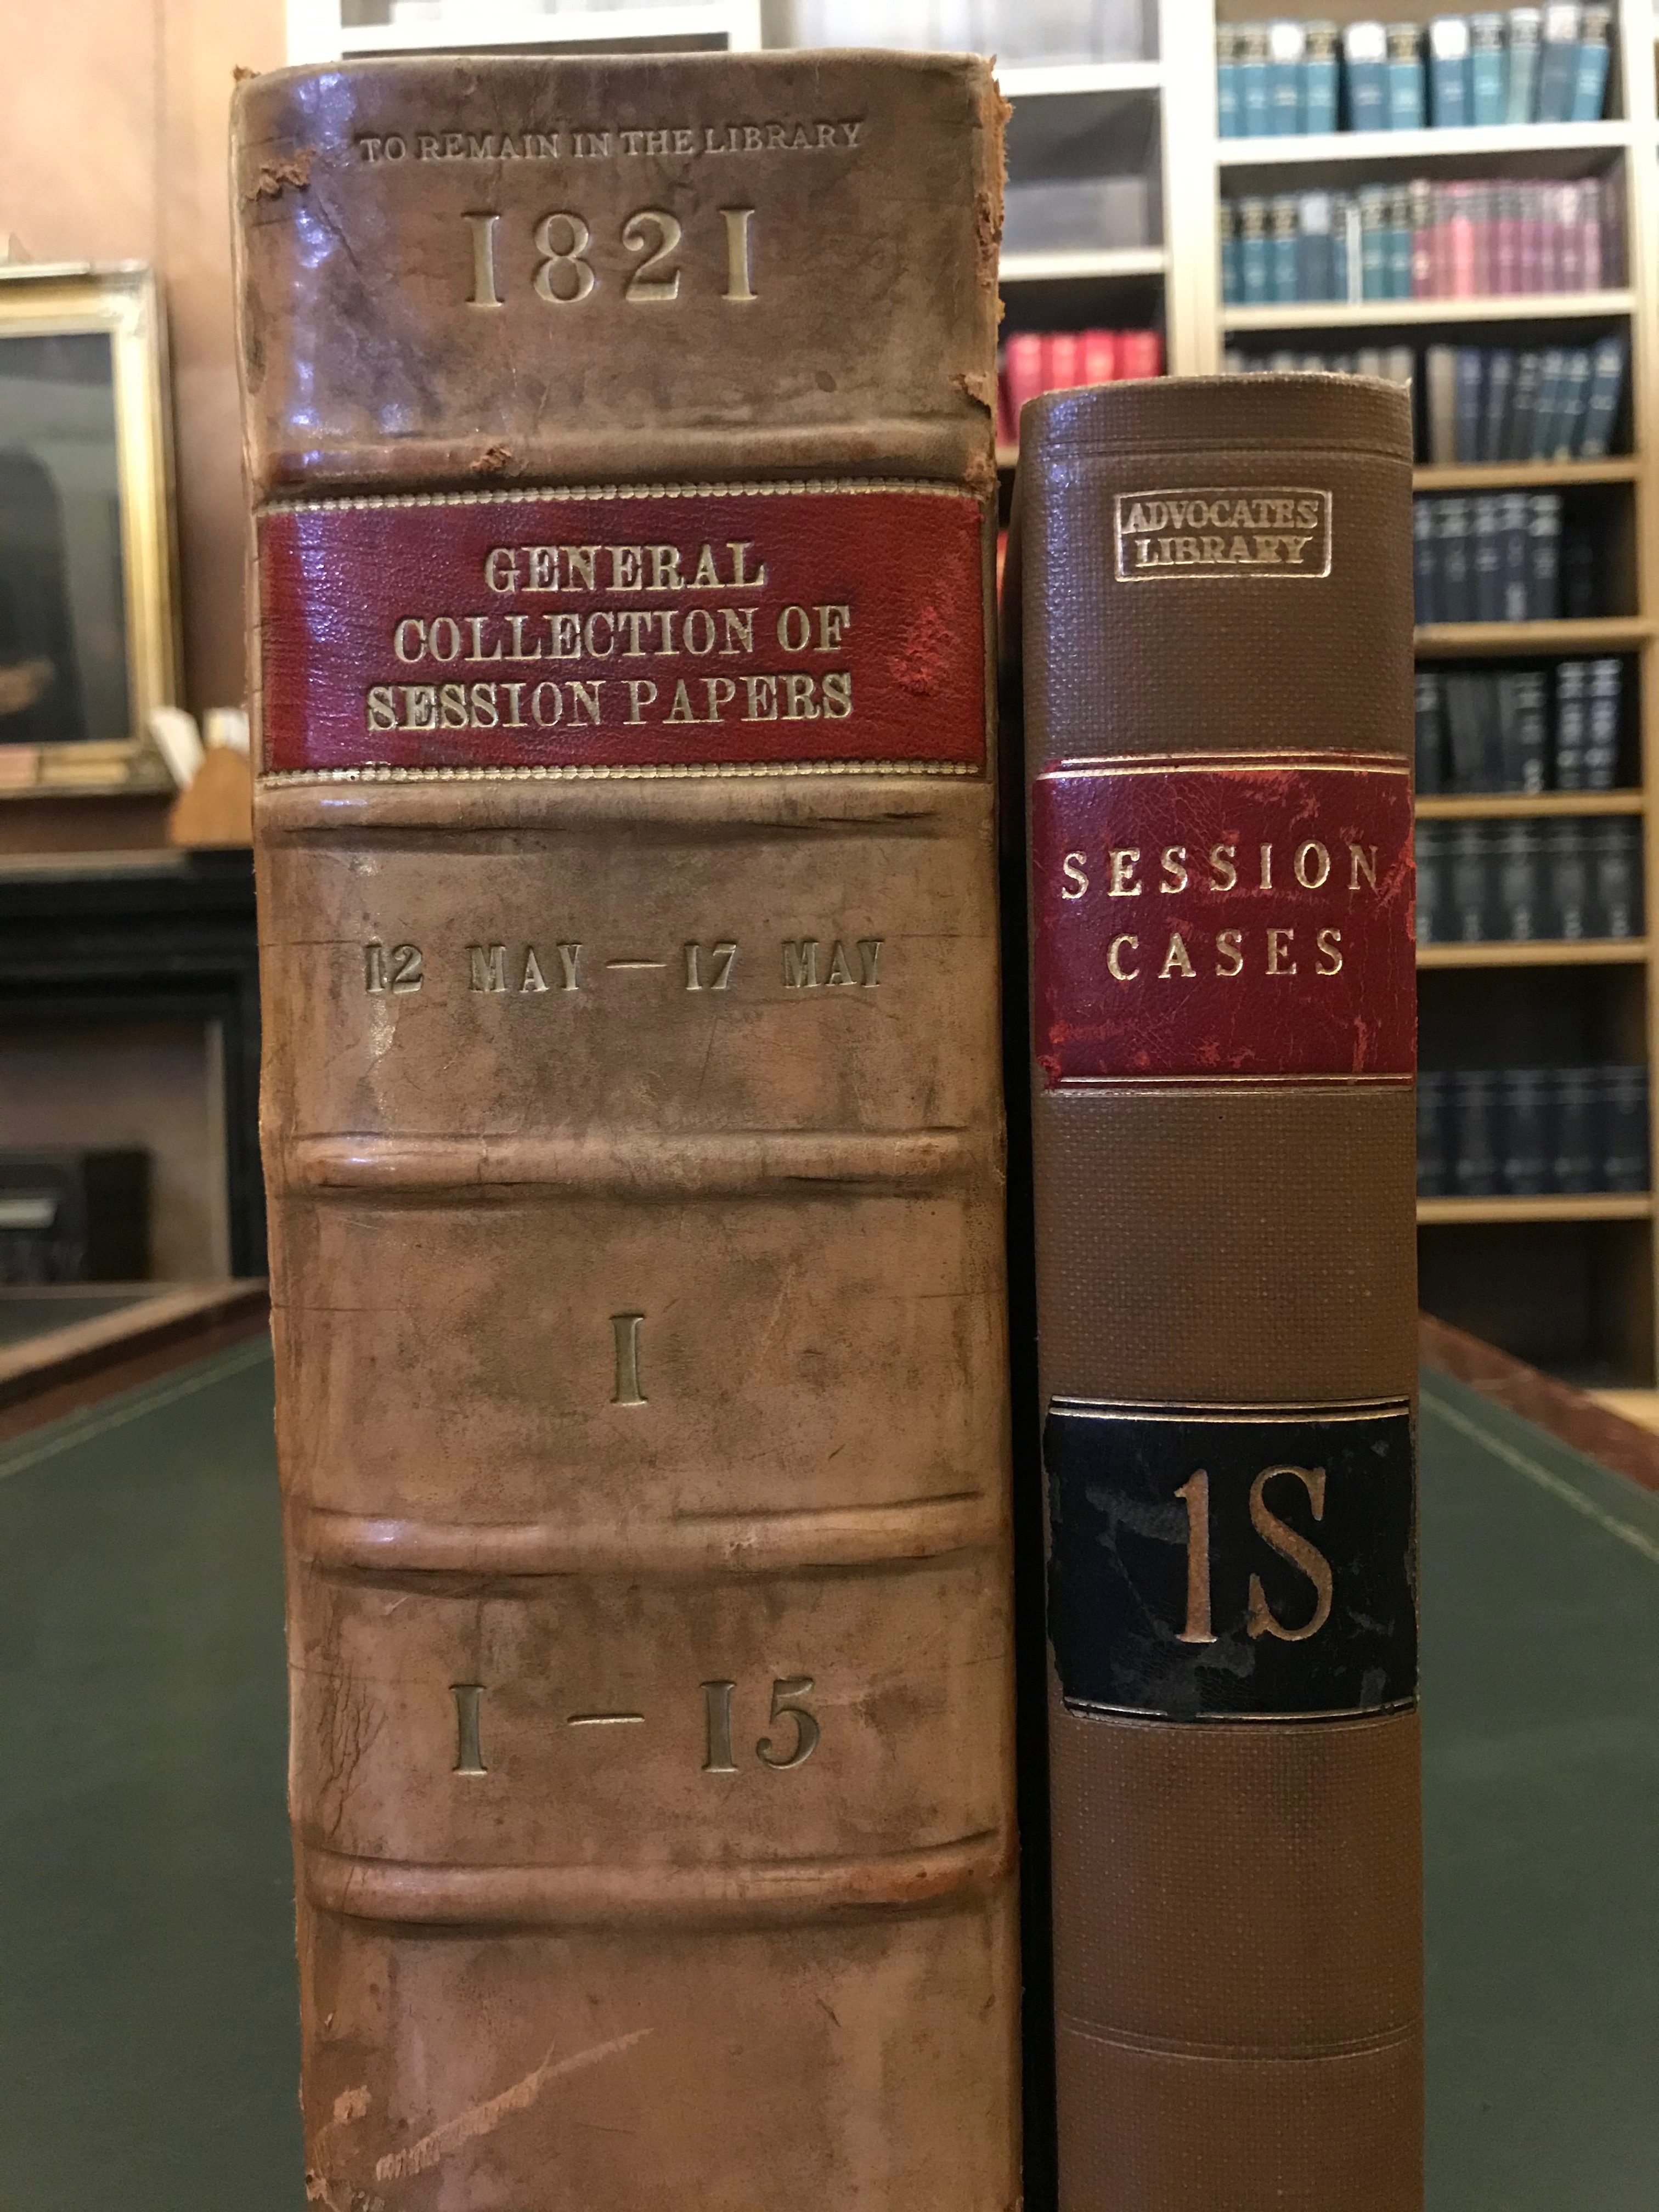 TO REMAIN IN THE LIBRARY
1821
GENERAL
COLLECTION OF
SESSION PAPERS
12 MAY — 17 MAY
I
1 — 15
ADVOCATES'
LIBRARY
SESSION
CASES
1S